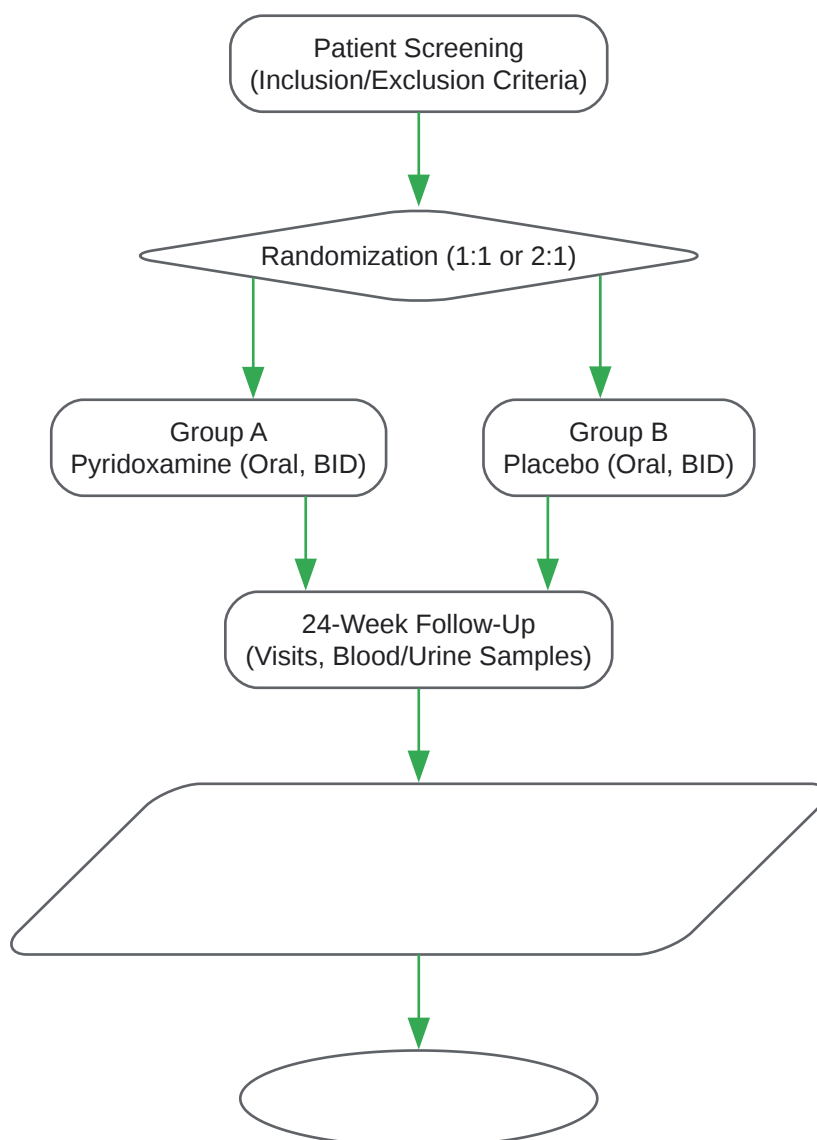 Patient Screening
(Inclusion/Exclusion Criteria)
Randomization (1:1 or 2:1)
Group A
Pyridoxamine (Oral, BID)
Group B
Placebo (Oral, BID)
24-Week Follow-Up
(Visits, Blood/Urine Samples)